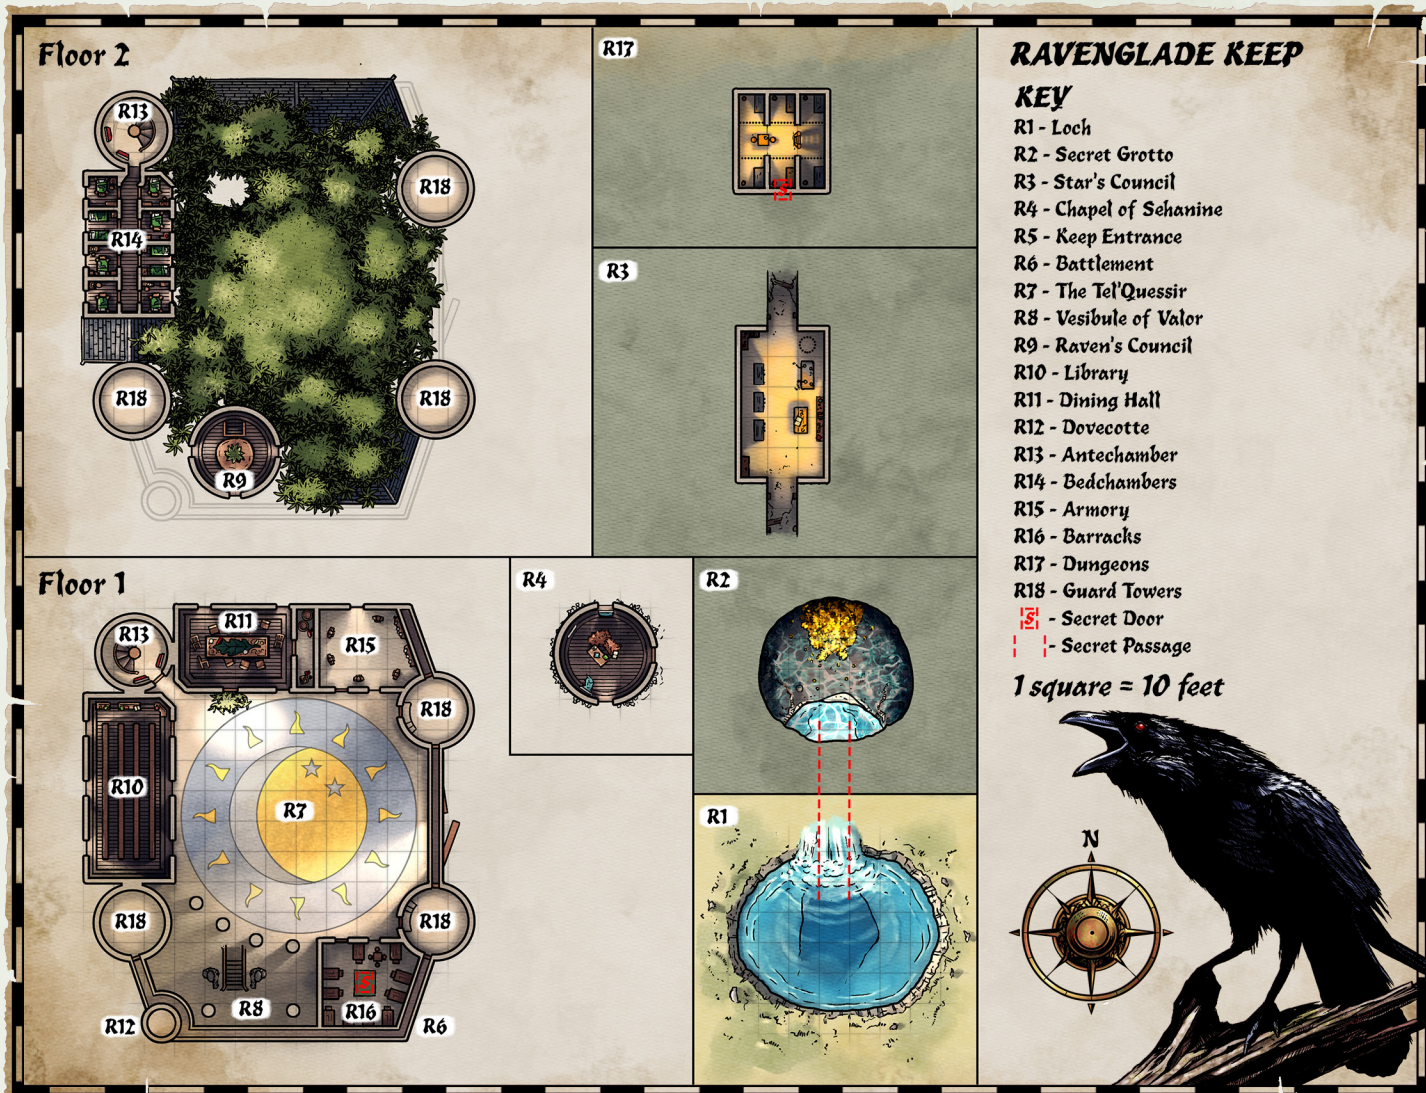 Floor 2
R13
R18
R14
R18
R18
R9
R17
R3
Floor 1
R13
R11
R15
R18
R10
R7
R18
R18
R8
R16
R12
R6
R4
R2
R1
RAVENGLADE KEEP
KEY
R1 - Loch
R2 - Secret Grotto
R3 - Star's Council
R4 - Chapel of Sehanine
R5 - Keep Entrance
R6 - Battlement
R7 - The Tel'Quessir
R8 - Vesibule of Valor
R9 - Raven's Council
R10 - Library
R11 - Dining Hall
R12 - Dovecotte
R13 - Antechamber
R14 - Bedchambers
R15 - Armory
R16 - Barracks
R17 - Dungeons
R18 - Guard Towers
S - Secret Door
- Secret Passage
1 square = 10 feet
N
S
S